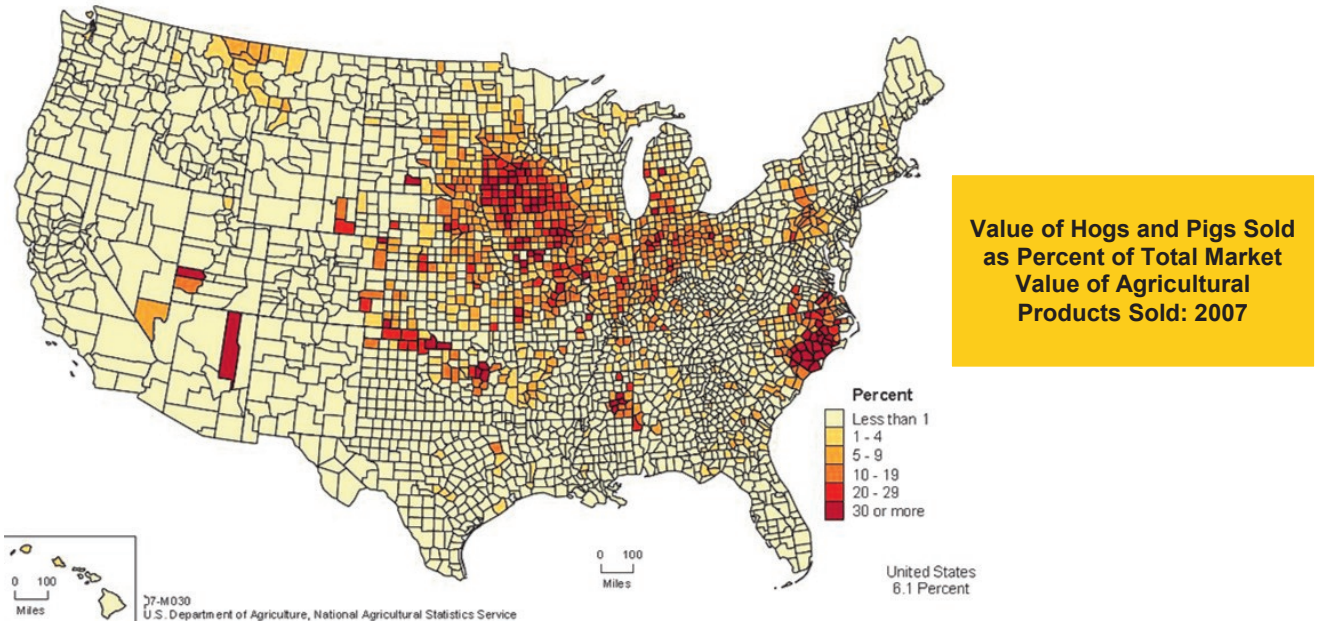 Value of Hogs and Pigs Sold
as Percent of Total Market
Value of Agricultural
Products Sold: 2007
Percent
Less than 1
1 - 4
5 - 9
10 - 19
20 - 29
30 or more
0 100
Miles
0 100
Miles
United States
6.1 Percent
07-M030
U.S. Department of Agriculture, National Agricultural Statistics Service